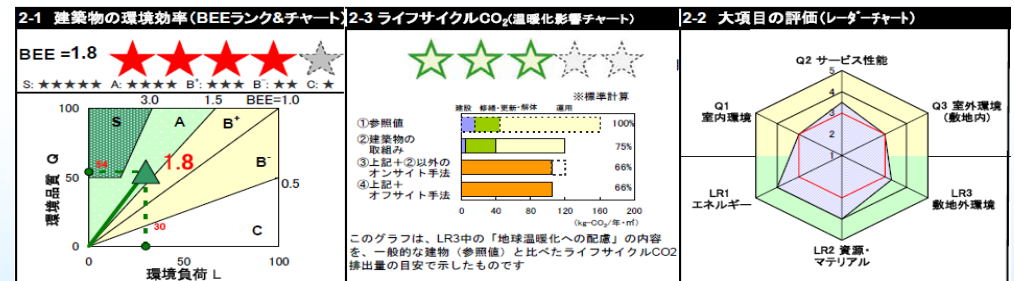 2-1 建築物の環境効率(BEEランク&チャート)
BEE =1.8
S: ★★★★★ A: ★★★★ B⁺: ★★★ B⁻: ★★ C: ★
3.0 1.5 BEE=1.0
100
S A B⁺
64
1.8
50
B⁻
0.5
30
C
0
0 50 100
環境品質 Q
環境負荷 L
2-3 ライフサイクルCO₂(温暖化影響チャート)
※標準計算
建設 修繕・更新・解体 運用
①参照値 100%
②建築物の
取組み 75%
③上記+②以外の
オンサイト手法 66%
④上記+
オフサイト手法 66%
0 40 80 120 160 200
(kg-CO₂/年・㎡)
このグラフは、LR3中の「地球温暖化への配慮」の内容
を、一般的な建物(参照値)と比べたライフサイクルCO2
排出量の目安で示したものです
2-2 大項目の評価(レーダーチャート)
Q2 サービス性能
5
4
3
2
1
Q1
室内環境
Q3 室外環境
(敷地内)
LR1
エネルギー
LR3
敷地外環境
LR2 資源・
マテリアル